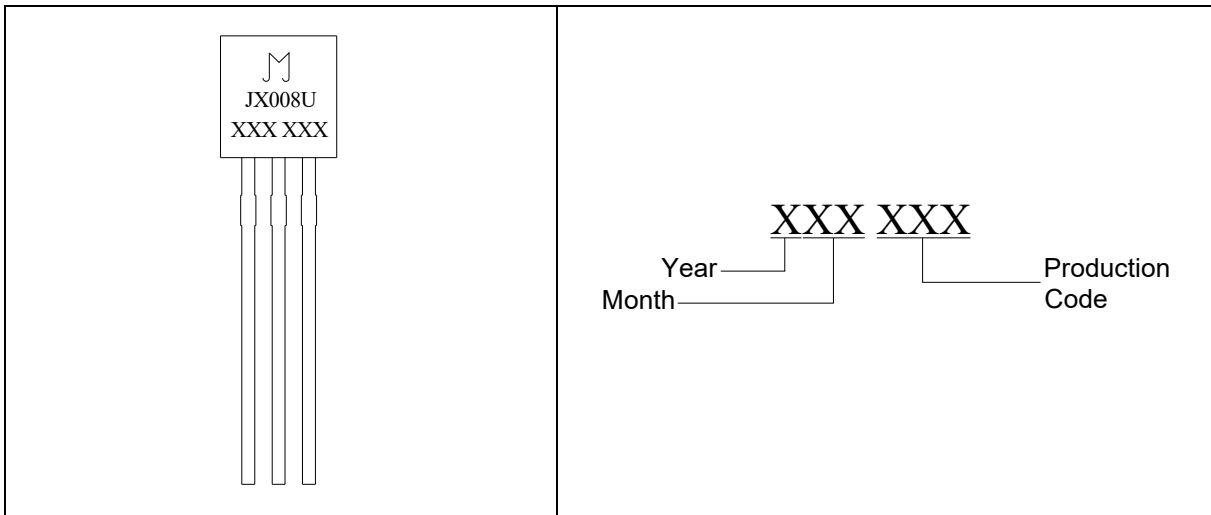 JX008U
XXX XXX
XXX XXX
Year
Month
Production
Code